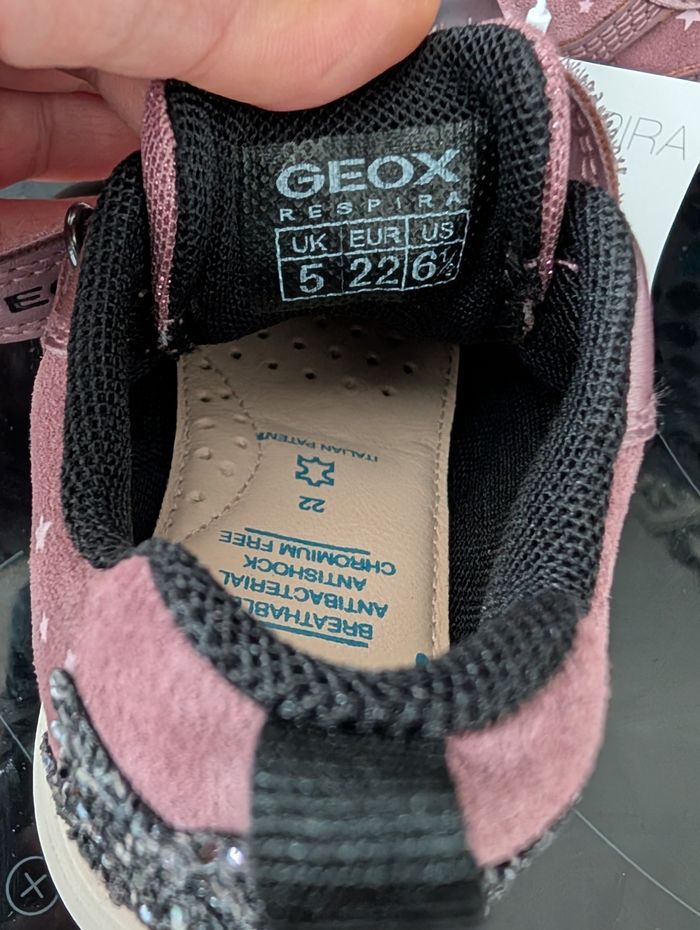 GEOX
RESPIRA
UK EUR US
5 22 6½
ITALIAN PATENT
22
CHROMIUM FREE
ANTISHOCK
ANTIBACTERIAL
BREATHABLE